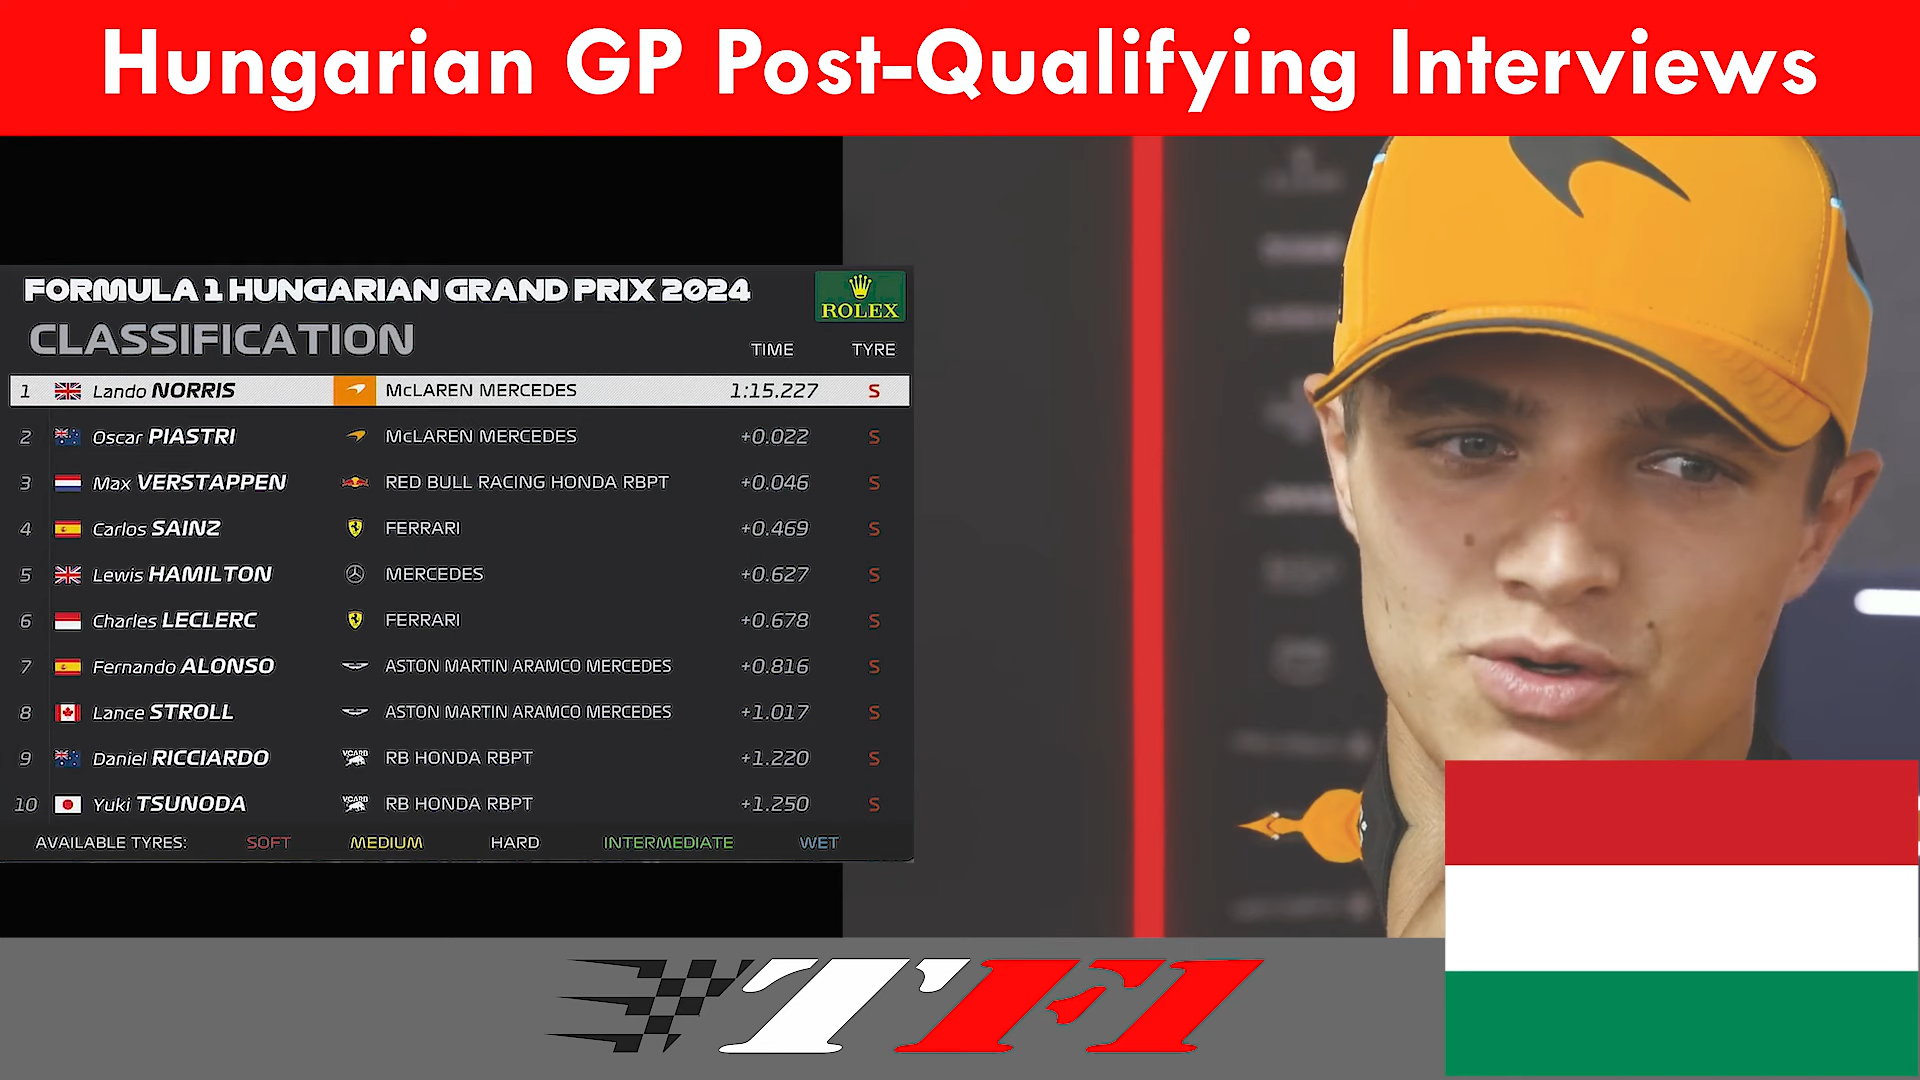 Hungarian GP Post-Qualifying Interviews
FORMULA 1 HUNGARIAN GRAND PRIX 2024
ROLEX
CLASSIFICATION
TIME TYRE
1 Lando NORRIS McLAREN MERCEDES 1:15.227 S
2 Oscar PIASTRI McLAREN MERCEDES +0.022 S
3 Max VERSTAPPEN RED BULL RACING HONDA RBPT +0.046 S
4 Carlos SAINZ FERRARI +0.469 S
5 Lewis HAMILTON MERCEDES +0.627 S
6 Charles LECLERC FERRARI +0.678 S
7 Fernando ALONSO ASTON MARTIN ARAMCO MERCEDES +0.816 S
8 Lance STROLL ASTON MARTIN ARAMCO MERCEDES +1.017 S
9 Daniel RICCIARDO RB HONDA RBPT +1.220 S
10 Yuki TSUNODA RB HONDA RBPT +1.250 S
AVAILABLE TYRES: SOFT MEDIUM HARD INTERMEDIATE WET
TF1